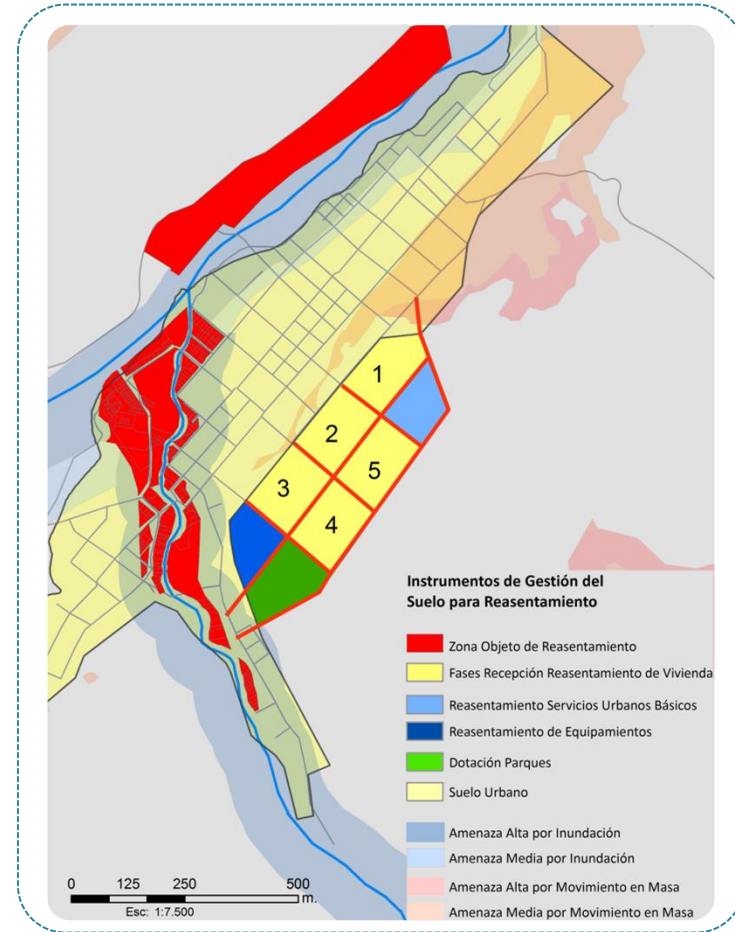 1
2
5
3
4
Instrumentos de Gestión del
Suelo para Reasentamiento
Zona Objeto de Reasentamiento
Fases Recepción Reasentamiento de Vivienda
Reasentamiento Servicios Urbanos Básicos
Reasentamiento de Equipamientos
Dotación Parques
Suelo Urbano
Amenaza Alta por Inundación
Amenaza Media por Inundación
Amenaza Alta por Movimiento en Masa
Amenaza Media por Movimiento en Masa
0 125 250 500
m.
Esc: 1:7.500